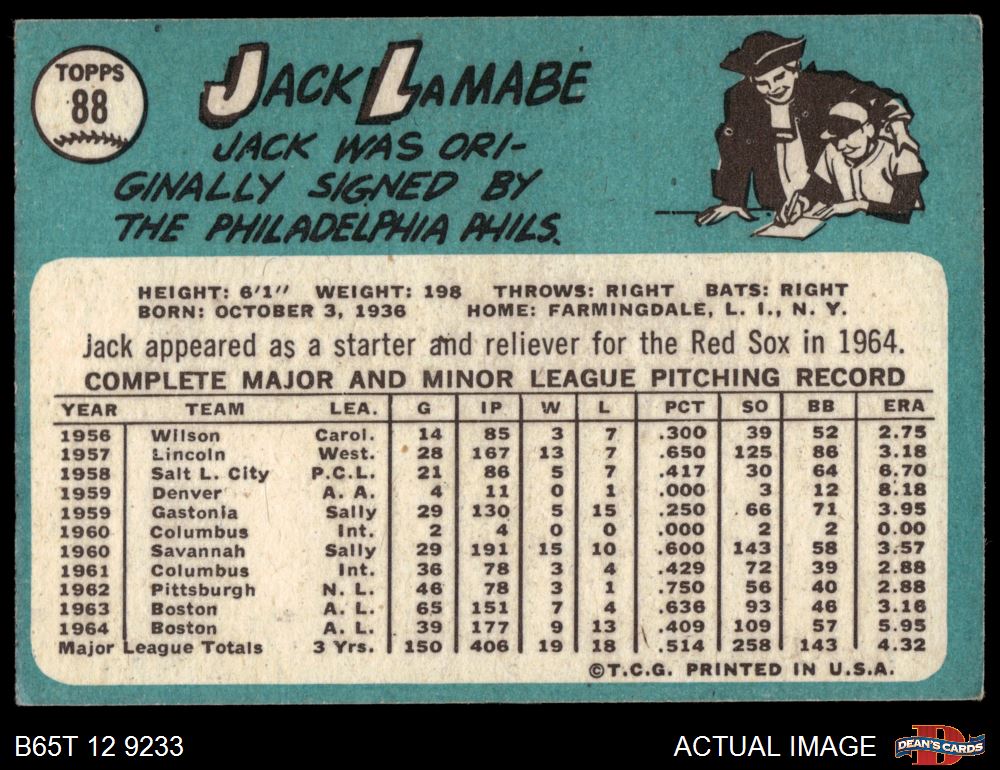 TOPPS
88
JACK LAMABE
JACK WAS ORI-
GINALLY SIGNED BY
THE PHILADELPHIA PHILS.
HEIGHT: 6'1" WEIGHT: 198 THROWS: RIGHT BATS: RIGHT
BORN: OCTOBER 3, 1936 HOME: FARMINGDALE, L. I., N. Y.
Jack appeared as a starter and reliever for the Red Sox in 1964.
COMPLETE MAJOR AND MINOR LEAGUE PITCHING RECORD
YEAR TEAM LEA. G IP W L PCT SO BB ERA
1956 Wilson Carol. 14 85 3 7 .300 39 52 2.75
1957 Lincoln West. 28 167 13 7 .650 125 86 3.18
1958 Salt L. City P.C.L. 21 86 5 7 .417 30 64 6.70
1959 Denver A. A. 4 11 0 1 .000 3 12 8.18
1959 Gastonia Sally 29 130 5 15 .250 66 71 3.95
1960 Columbus Int. 2 4 0 0 .000 2 2 0.00
1960 Savannah Sally 29 191 15 10 .600 143 58 3.57
1961 Columbus Int. 36 78 3 4 .429 72 39 2.88
1962 Pittsburgh N. L. 46 78 3 1 .750 56 40 2.88
1963 Boston A. L. 65 151 7 4 .636 93 46 3.16
1964 Boston A. L. 39 177 9 13 .409 109 57 5.95
Major League Totals 3 Yrs. 150 406 19 18 .514 258 143 4.32
©T.C.G. PRINTED IN U.S.A.
B65T 12 9233
ACTUAL IMAGE
D
DEAN'S CARDS